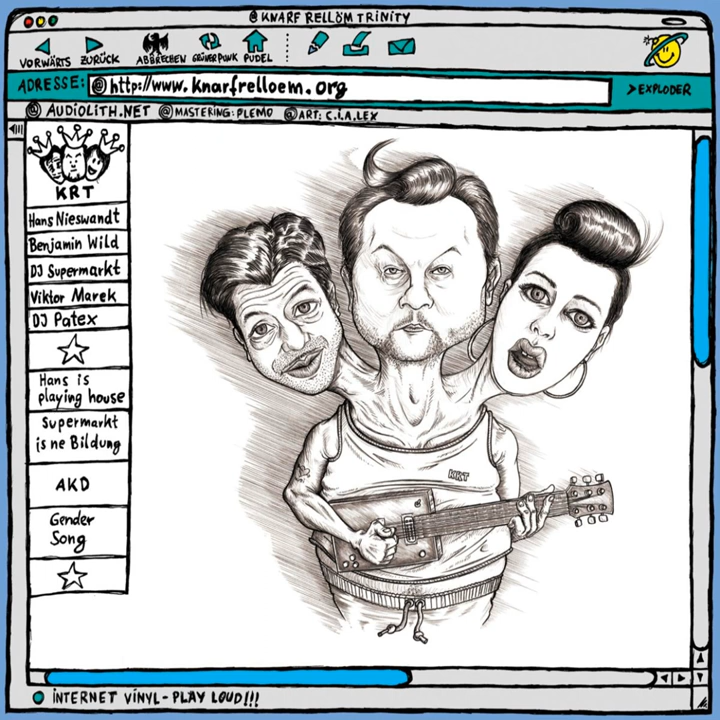 @ KNARF RELLÖM TRINITY
VORWÄRTS ZURÜCK ABBRECHEN GRÜNER PUNK PUDEL
ADRESSE: @ http://www.knarfrelloem.org >EXPLODER
@ AUDIOLITH.NET @ MASTERING: PLEMO @ ART: C.I.A.LEX
KRT
Hans Nieswandt
Benjamin Wild
DJ Supermarkt
Viktor Marek
DJ Patex
Hans is
playing house
Supermarkt
is ne Bildung
AKD
Gender
Song
KRT
INTERNET VINYL - PLAY LOUD!!!